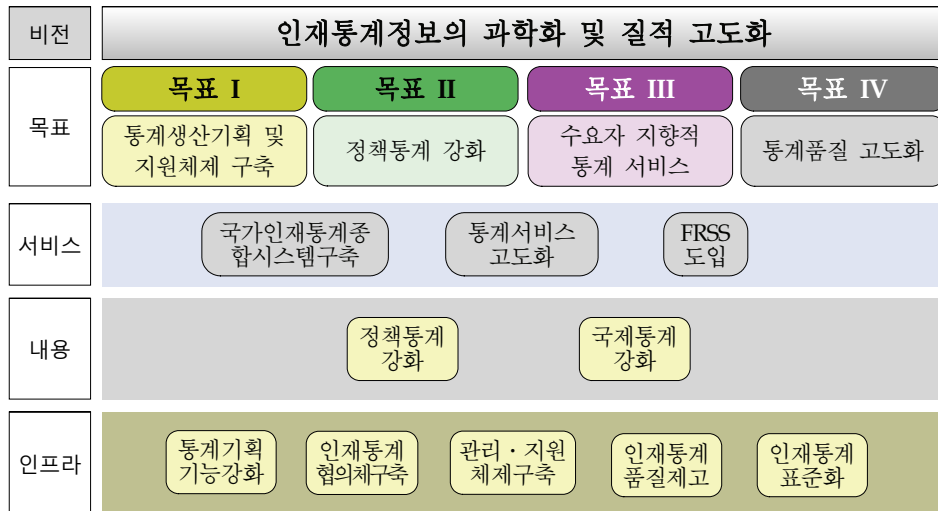 비전
인재통계정보의 과학화 및 질적 고도화
목표
목표 I
목표 II
목표 III
목표 IV
통계생산기획 및
지원체제 구축
정책통계 강화
수요자 지향적
통계 서비스
통계품질 고도화
서비스
국가인재통계종
합시스템구축
통계서비스
고도화
FRSS
도입
내용
정책통계
강화
국제통계
강화
인프라
통계기획
기능강화
인재통계
협의체구축
관리 · 지원
체제구축
인재통계
품질제고
인재통계
표준화